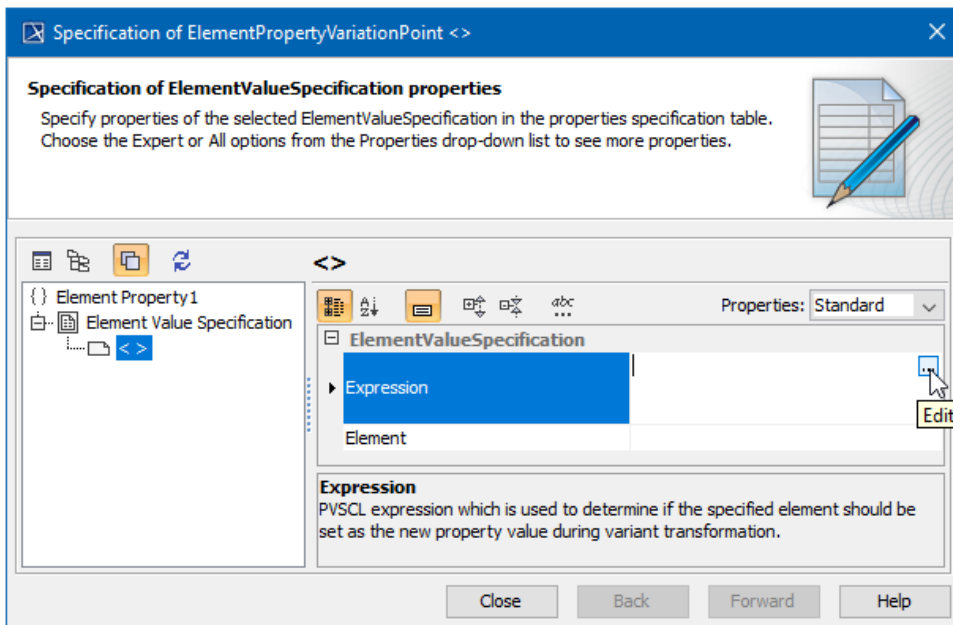 Specification of ElementPropertyVariationPoint <>
Specification of ElementValueSpecification properties
Specify properties of the selected ElementValueSpecification in the properties specification table.
Choose the Expert or All options from the Properties drop-down list to see more properties.
<>
{ } Element Property1
Element Value Specification
< >
A
Z
abc
...
Properties: Standard
ElementValueSpecification
Expression
...
Edit
Element
Expression
PVSCL expression which is used to determine if the specified element should be
set as the new property value during variant transformation.
Close Back Forward Help